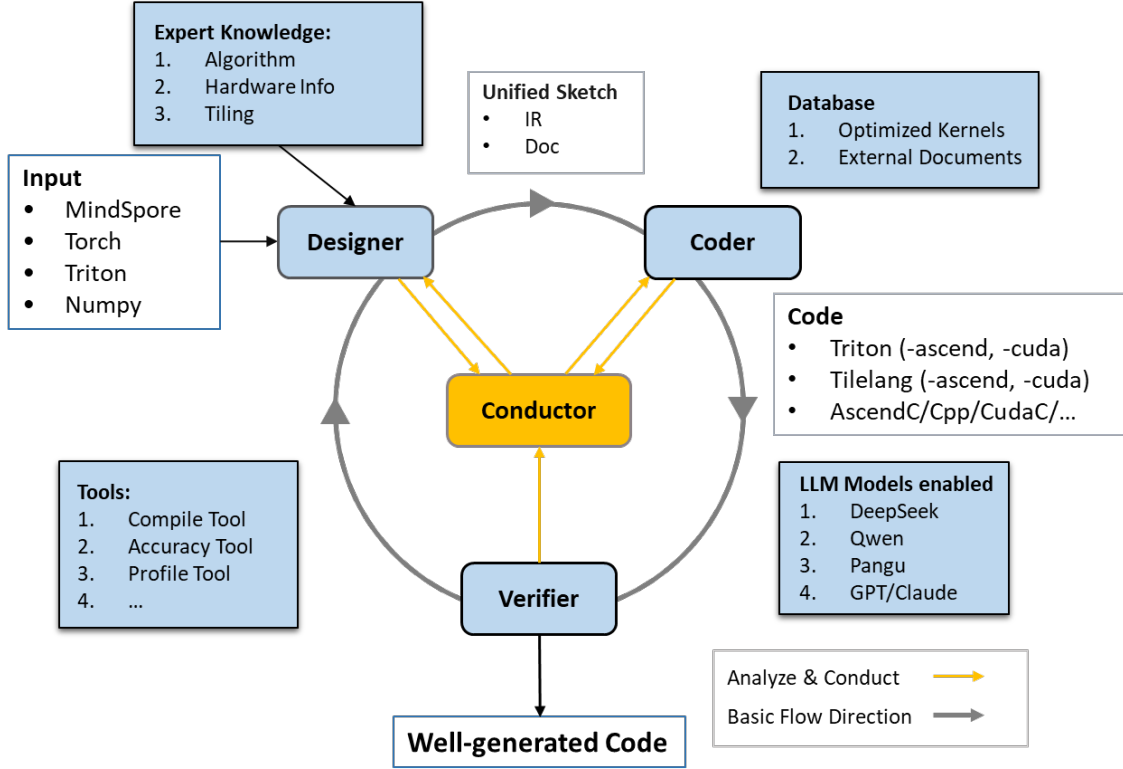 Expert Knowledge:
1. Algorithm
2. Hardware Info
3. Tiling
Unified Sketch
• IR
• Doc
Database
1. Optimized Kernels
2. External Documents
Input
• MindSpore
• Torch
• Triton
• Numpy
Designer
Coder
Code
• Triton (-ascend, -cuda)
• Tilelang (-ascend, -cuda)
• AscendC/Cpp/CudaC/…
Conductor
Tools:
1. Compile Tool
2. Accuracy Tool
3. Profile Tool
4. …
LLM Models enabled
1. DeepSeek
2. Qwen
3. Pangu
4. GPT/Claude
Verifier
Analyze & Conduct
Basic Flow Direction
Well-generated Code